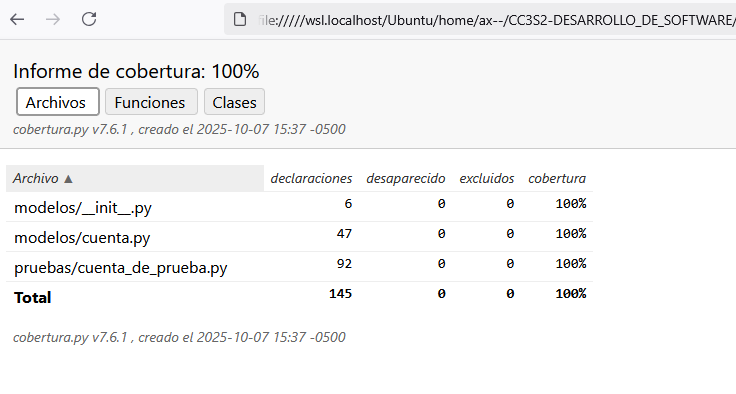 file://///wsl.localhost/Ubuntu/home/ax--/CC3S2-DESARROLLO_DE_SOFTWARE/
Informe de cobertura: 100%
Archivos Funciones Clases
cobertura.py v7.6.1 , creado el 2025-10-07 15:37 -0500
Archivo ▲ declaraciones desaparecido excluidos cobertura
modelos/__init__.py 6 0 0 100%
modelos/cuenta.py 47 0 0 100%
pruebas/cuenta_de_prueba.py 92 0 0 100%
Total 145 0 0 100%
cobertura.py v7.6.1 , creado el 2025-10-07 15:37 -0500